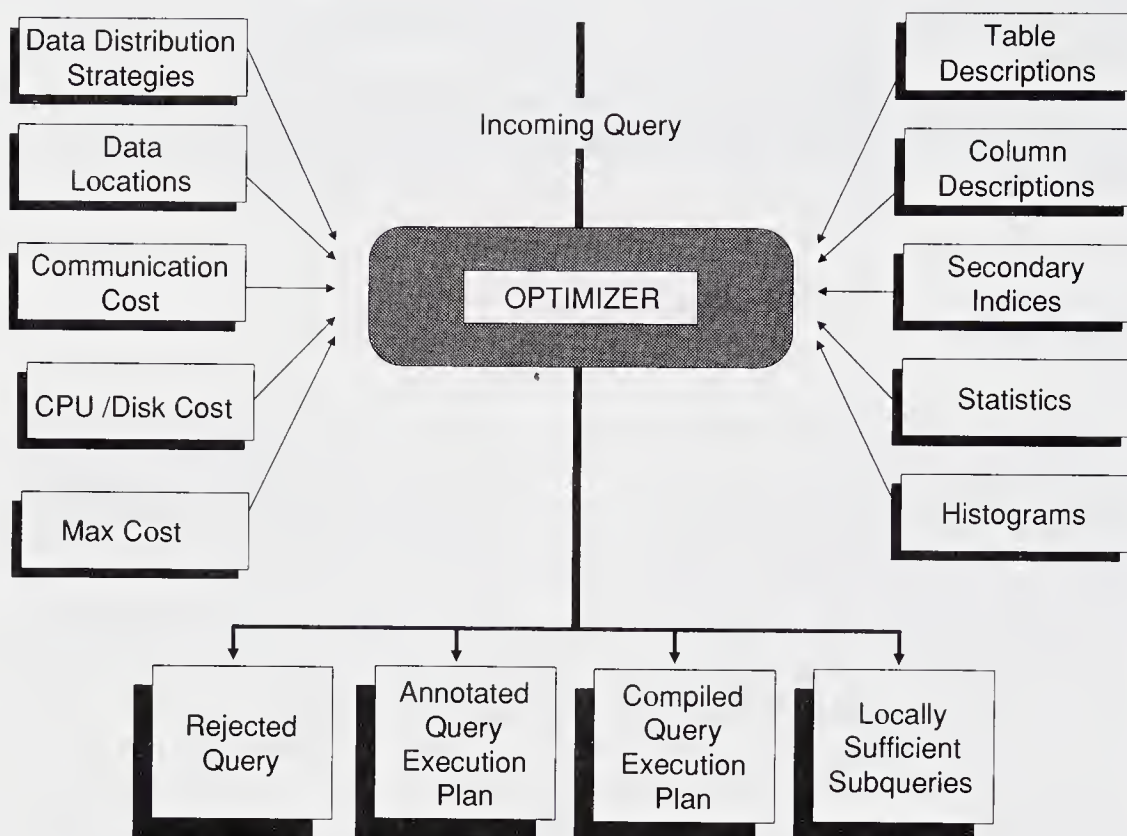 Data Distribution
Strategies
Data
Locations
Communication
Cost
CPU /Disk Cost
Max Cost
Incoming Query
OPTIMIZER
Table
Descriptions
Column
Descriptions
Secondary
Indices
Statistics
Histograms
Rejected
Query
Annotated
Query
Execution
Plan
Compiled
Query
Execution
Plan
Locally
Sufficient
Subqueries